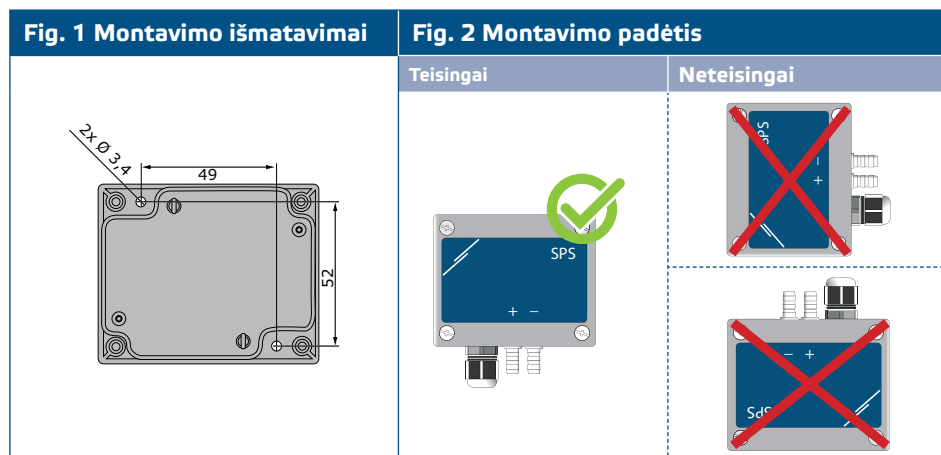 Fig. 1 Montavimo išmatavimai
Fig. 2 Montavimo padėtis
Teisingai
Neteisingai
2x Ø 3,4
49
52
SPS
+ −
SPS
− +
− +
SPS